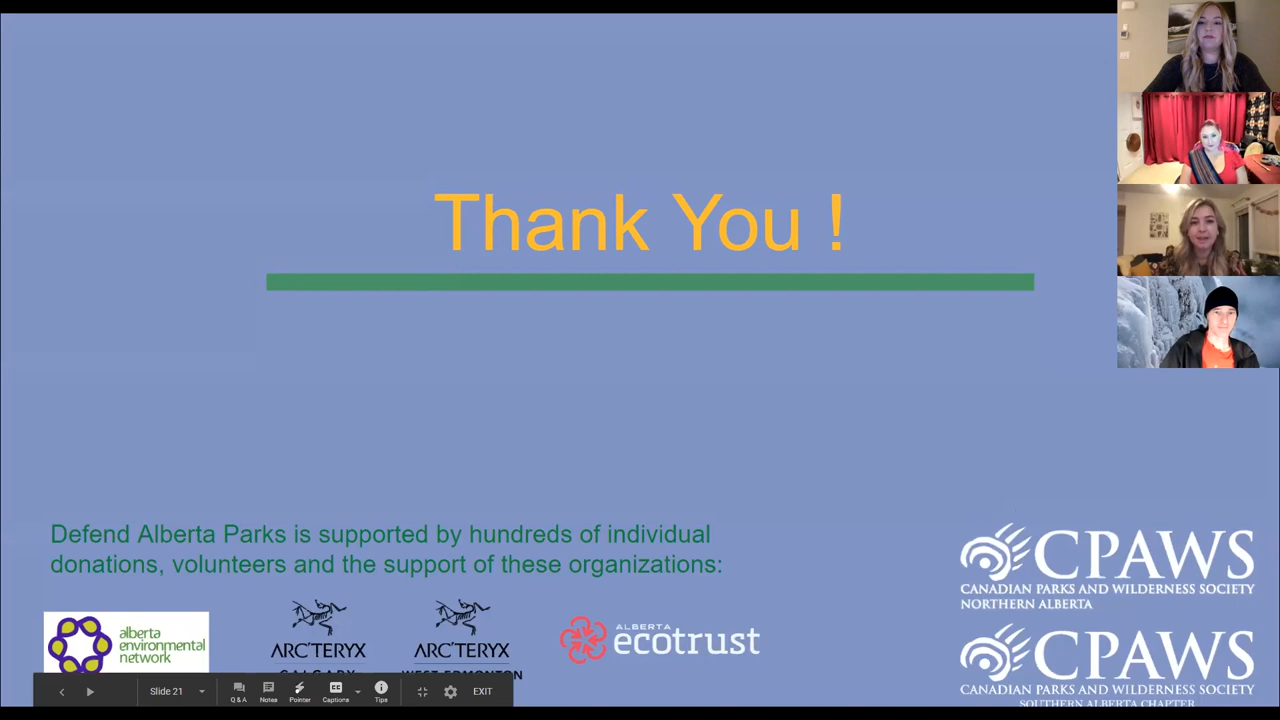 Thank You !
Defend Alberta Parks is supported by hundreds of individual
donations, volunteers and the support of these organizations:
alberta
environmental
network
ARC'TERYX
CALGARY
ARC'TERYX
WEST EDMONTON
ALBERTA
ecotrust
CPAWS
CANADIAN PARKS AND WILDERNESS SOCIETY
NORTHERN ALBERTA
CPAWS
CANADIAN PARKS AND WILDERNESS SOCIETY
SOUTHERN ALBERTA CHAPTER
Slide 21
Q & A
Notes
Pointer
CC
Captions
Tips
EXIT